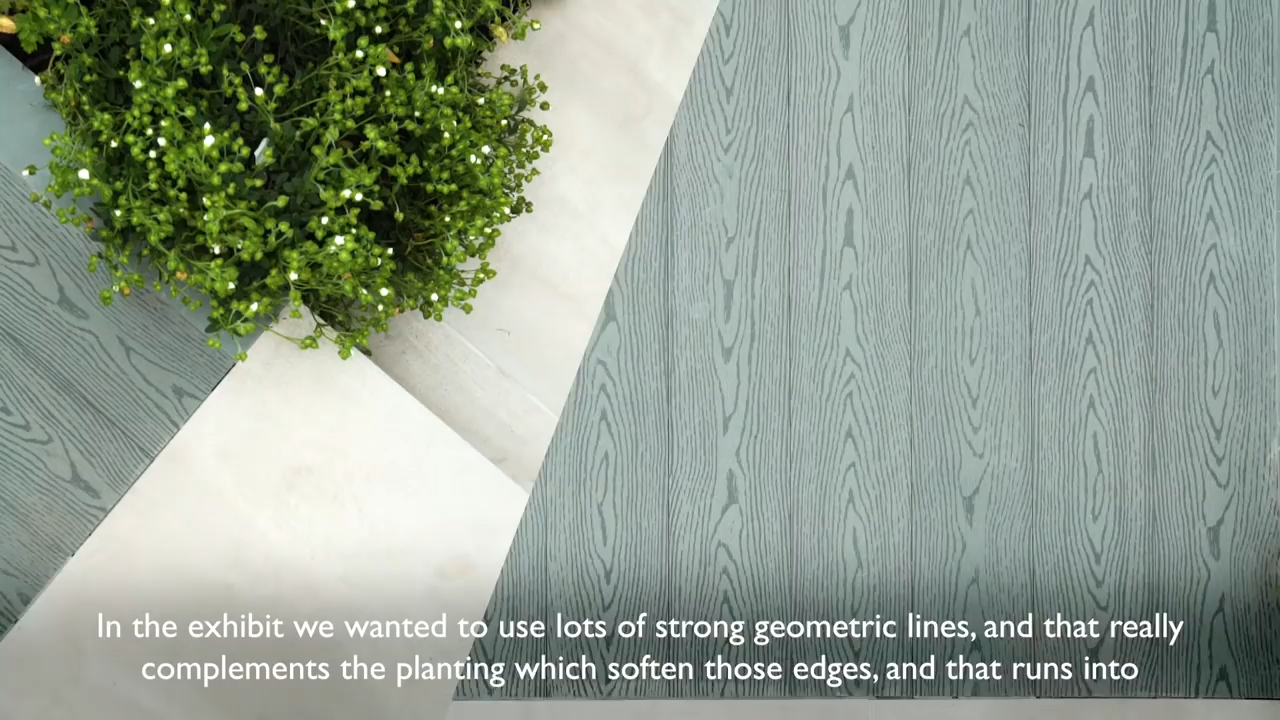 In the exhibit we wanted to use lots of strong geometric lines, and that really
complements the planting which soften those edges, and that runs into